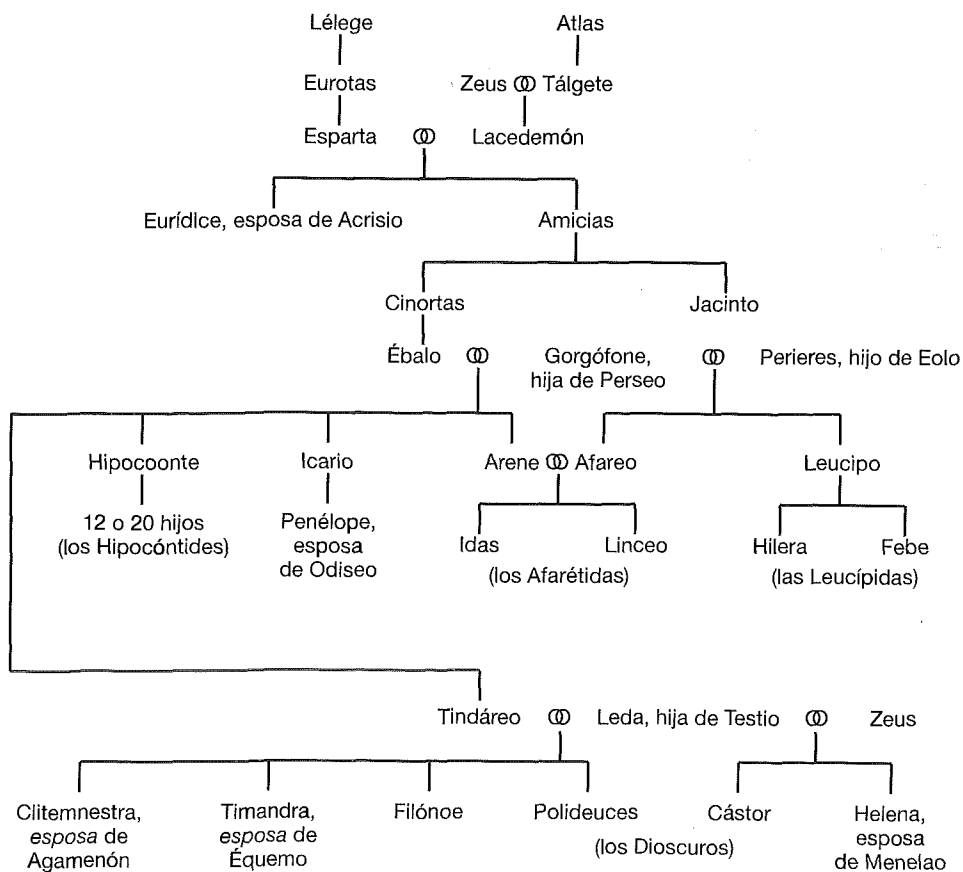 Lélege Atlas
Eurotas Zeus Tálgete
Esparta Lacedemón
Eurídice, esposa de Acrisio Amicias
Cinortas Jacinto
Ébalo Gorgófone, Perieres, hijo de Eolo
hija de Perseo
Hipocoonte Icario Arene Afareo Leucipo
12 o 20 hijos Penélope,
(los Hipocóntides) esposa Idas Linceo Hilera Febe
de Odiseo (los Afarétidas) (las Leucípidas)
Tindáreo Leda, hija de Testio Zeus
Clitemnestra, Timandra, Filónoe Polideuces Cástor Helena,
esposa de esposa de (los Dioscuros) esposa
Agamenón Équemo de Menelao